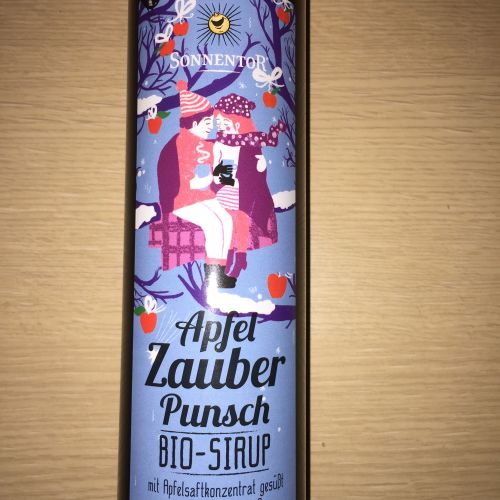 SONNENTOR
Apfel
Zauber
Punsch
BIO-SIRUP
mit Apfelsaftkonzentrat gesüßt